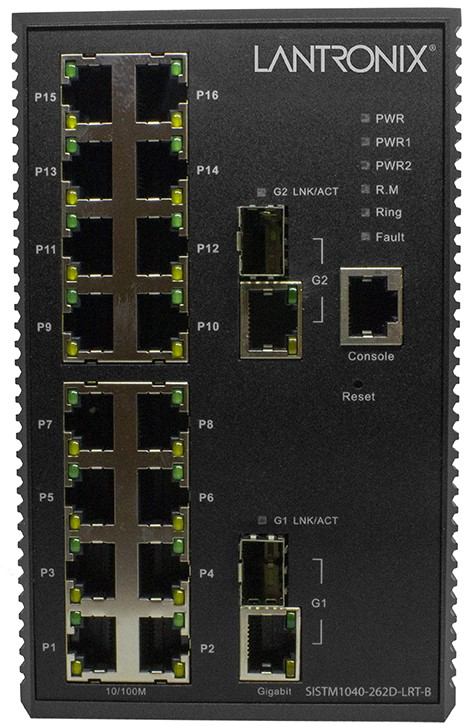 LANTRONIX®
P15 P16
PWR
PWR1
P13 P14
PWR2
R.M
G2 LNK/ACT
Ring
Fault
P11 P12
G2
P9 P10
Console
Reset
P7 P8
P5 P6
G1 LNK/ACT
P3 P4
G1
P1 P2
10/100M
Gigabit
SISTM1040-262D-LRT-B